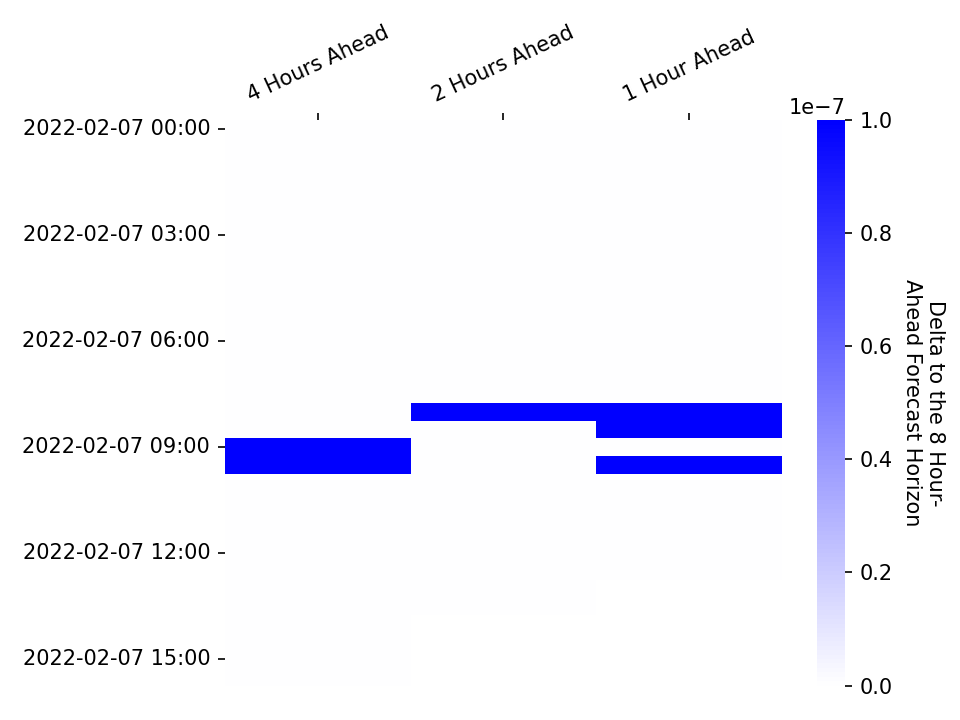 4 Hours Ahead
2 Hours Ahead
1 Hour Ahead
1e−7
2022-02-07 00:00
2022-02-07 03:00
2022-02-07 06:00
2022-02-07 09:00
2022-02-07 12:00
2022-02-07 15:00
1.0
0.8
0.6
0.4
0.2
0.0
Delta to the 8 Hour-
Ahead Forecast Horizon